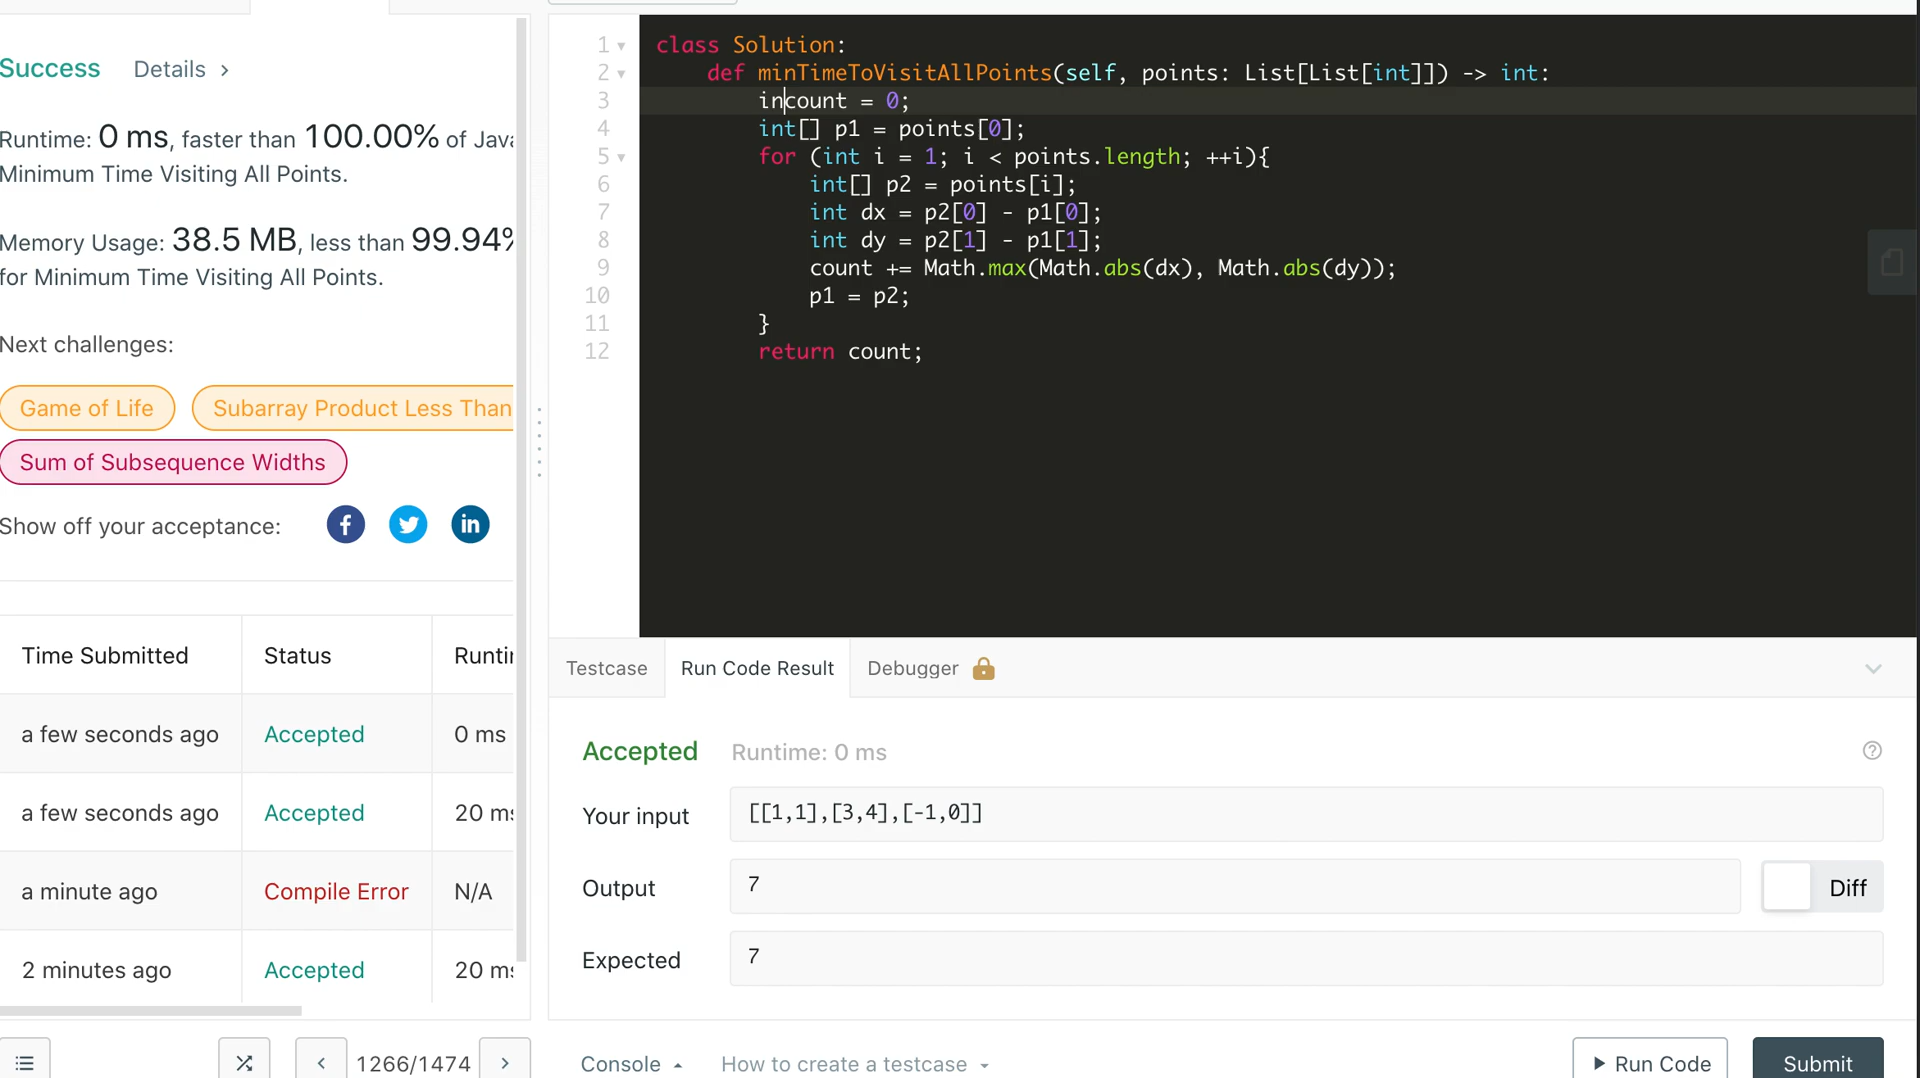 Success Details >
Runtime: 0 ms, faster than 100.00% of Java
Minimum Time Visiting All Points.
Memory Usage: 38.5 MB, less than 99.94%
for Minimum Time Visiting All Points.
Next challenges:
Game of Life
Subarray Product Less Than
Sum of Subsequence Widths
Show off your acceptance:
Time Submitted Status
a few seconds ago Accepted 0 ms
a few seconds ago Accepted 20 ms
a minute ago Compile Error N/A
2 minutes ago Accepted 20 ms
1266/1474
1 class Solution:
2 def minTimeToVisitAllPoints(self, points: List[List[int]]) -> int:
3 incount = 0;
4 int[] p1 = points[0];
5 for (int i = 1; i < points.length; ++i){
6 int[] p2 = points[i];
7 int dx = p2[0] - p1[0];
8 int dy = p2[1] - p1[1];
9 count += Math.max(Math.abs(dx), Math.abs(dy));
10 p1 = p2;
11 }
12 return count;
Testcase Run Code Result Debugger
Accepted Runtime: 0 ms
Your input [[1,1],[3,4],[-1,0]]
Output 7 Diff
Expected 7
Console How to create a testcase Run Code Submit